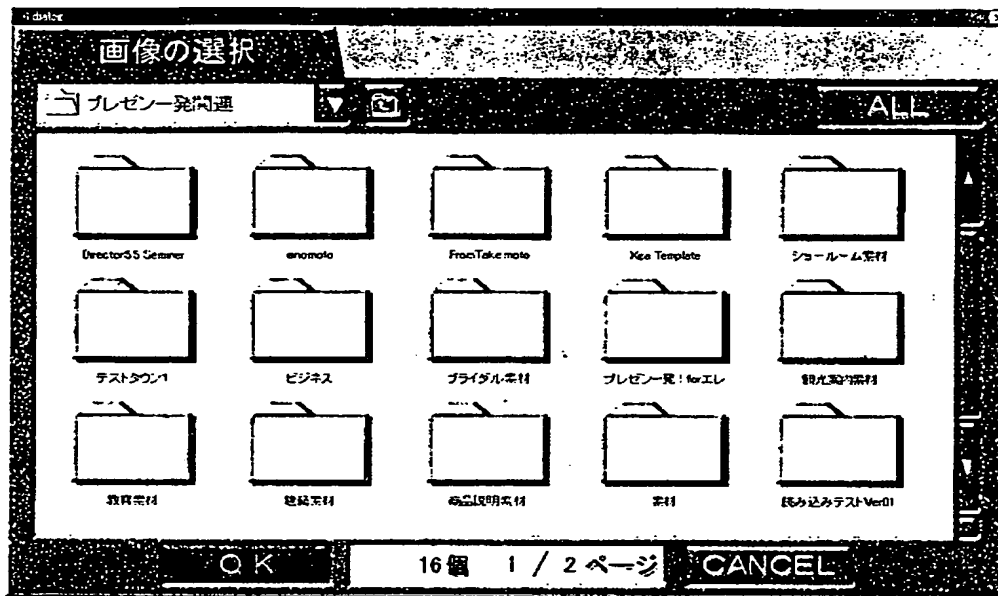 dialog
画像の選択
プレゼン一発関連
ALL
Director8.5 Seminer enomoto FromTakemoto Xea Template ショールーム素材
テストタウン1 ビジネス ブライダル素材 プレゼン一発!forエレ 観光案内素材
教育素材 建築素材 商品説明素材 素材 読み込みテストVer01
OK 16個 1 / 2 ページ CANCEL